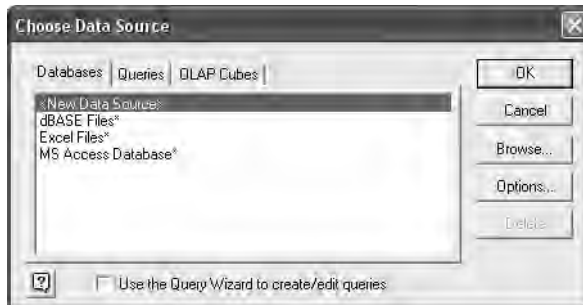 Choose Data Source
Databases
Queries
OLAP Cubes
<New Data Source>
dBASE Files*
Excel Files*
MS Access Database*
OK
Cancel
Browse...
Options...
Delete
?
Use the Query Wizard to create/edit queries